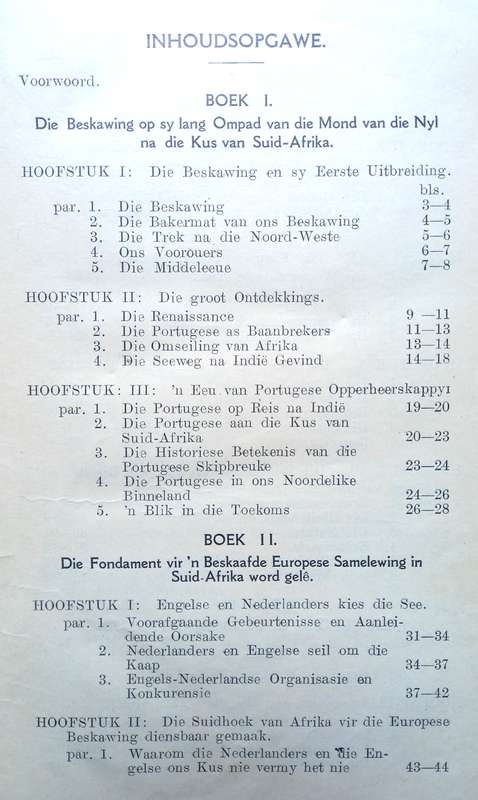 INHOUDSOPGAWE.
Voorwoord.
BOEK I.
Die Beskawing op sy lang Ompad van die Mond van die Nyl
na die Kus van Suid-Afrika.
HOOFSTUK I: Die Beskawing en sy Eerste Uitbreiding.
bls.
par. 1. Die Beskawing 3—4
2. Die Bakermat van ons Beskawing 4—5
3. Die Trek na die Noord-Weste 5—6
4. Ons Voorouers 6—7
5. Die Middeleeue 7—8
HOOFSTUK II: Die groot Ontdekkings.
par. 1. Die Renaissance 9 —11
2. Die Portugese as Baanbrekers 11—13
3. Die Omseiling van Afrika 13—14
4. Die Seeweg na Indië Gevind 14—18
HOOFSTUK: III: 'n Eeu van Portugese Opperheerskappyı
par. 1. Die Portugese op Reis na Indië 19—20
2. Die Portugese aan die Kus van
Suid-Afrika 20—23
3. Die Historiese Betekenis van die
Portugese Skipbreuke 23—24
4. Die Portugese in ons Noordelike
Binneland 24—26
5. 'n Blik in die Toekoms 26—28
BOEK II.
Die Fondament vir 'n Beskaafde Europese Samelewing in
Suid-Afrika word gelê.
HOOFSTUK I: Engelse en Nederlanders kies die See.
par. 1. Voorafgaande Gebeurtenisse en Aanlei-
dende Oorsake 31—34
2. Nederlanders en Engelse seil om die
Kaap 34—37
3. Engels-Nederlandse Organisasie en
Konkurensie 37—42
HOOFSTUK II: Die Suidhoek van Afrika vir die Europese
Beskawing diensbaar gemaak.
par. 1. Waarom die Nederlanders en die En-
gelse ons Kus nie vermy het nie 43—44